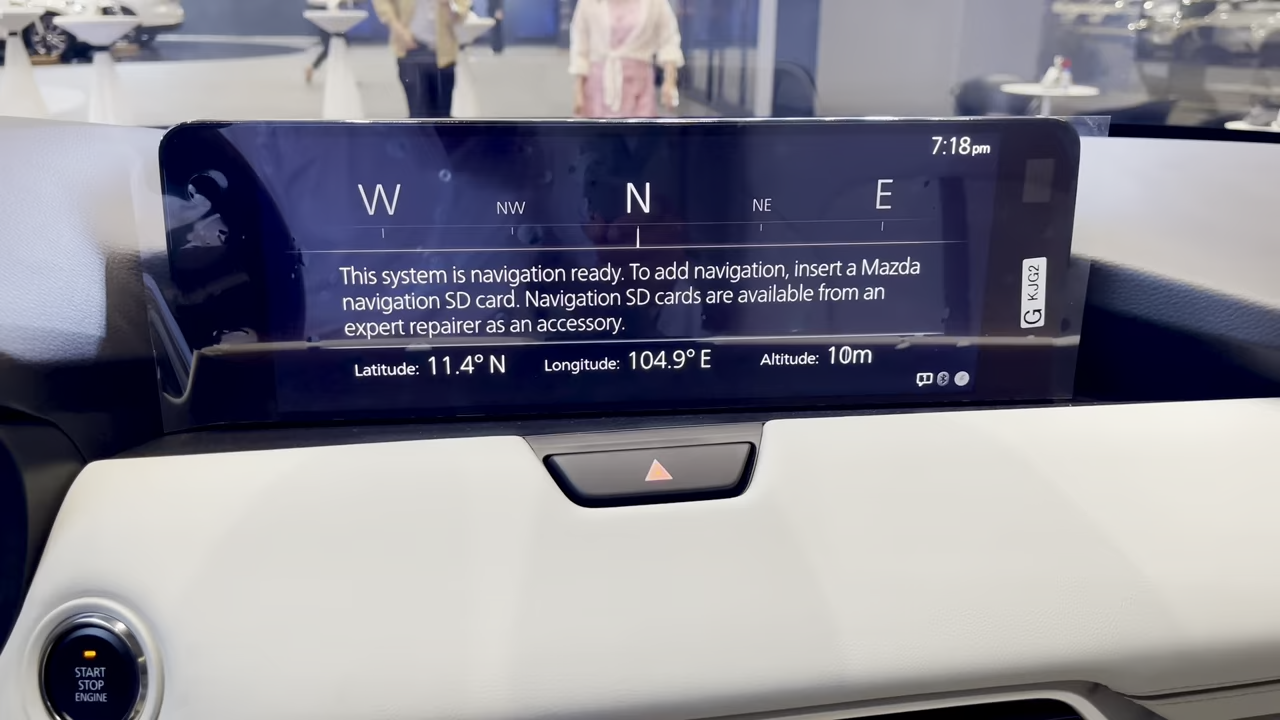 7:18pm
W NW N NE E
This system is navigation ready. To add navigation, insert a Mazda
navigation SD card. Navigation SD cards are available from an
expert repairer as an accessory.
Latitude: 11.4° N Longitude: 104.9° E Altitude: 10m
G KJG2
START
STOP
ENGINE